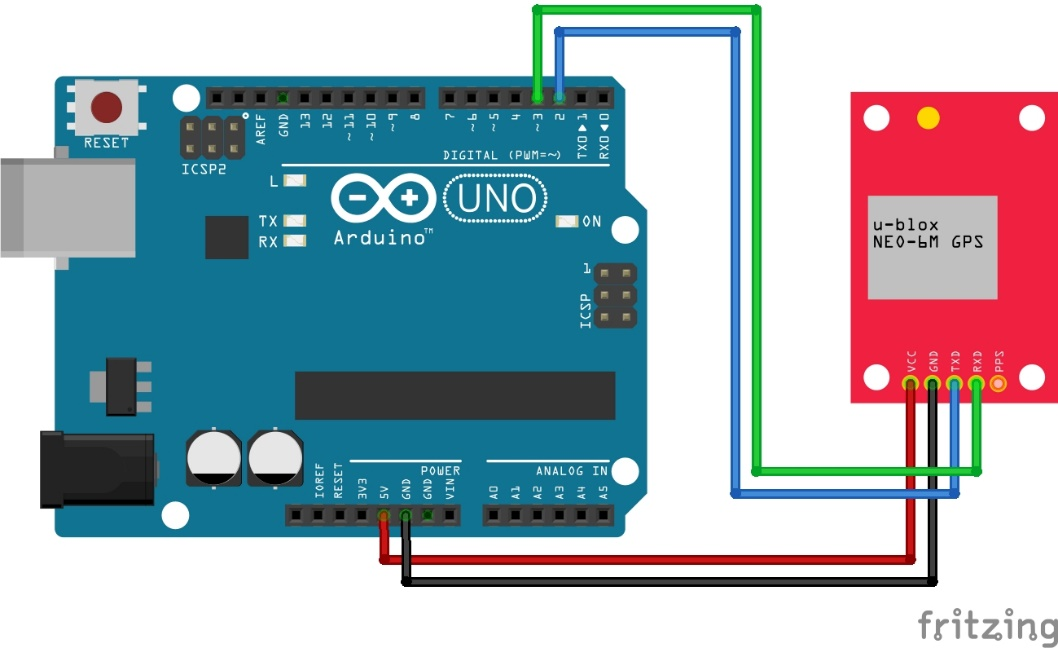 RESET
ICSP2
AREF
GND
13
12
~11
~10
~9
8
7
~6
~5
4
~3
2
TX0▶1
RX0◀0
DIGITAL (PWM=~)
L
TX
RX
UNO
Arduino™
ON
1
ICSP
u-blox
NEO-6M GPS
VCC
GND
TXD
RXD
PPS
POWER
ANALOG IN
IOREF
RESET
3V3
5V
GND
GND
VIN
A0
A1
A2
A3
A4
A5
fritzing